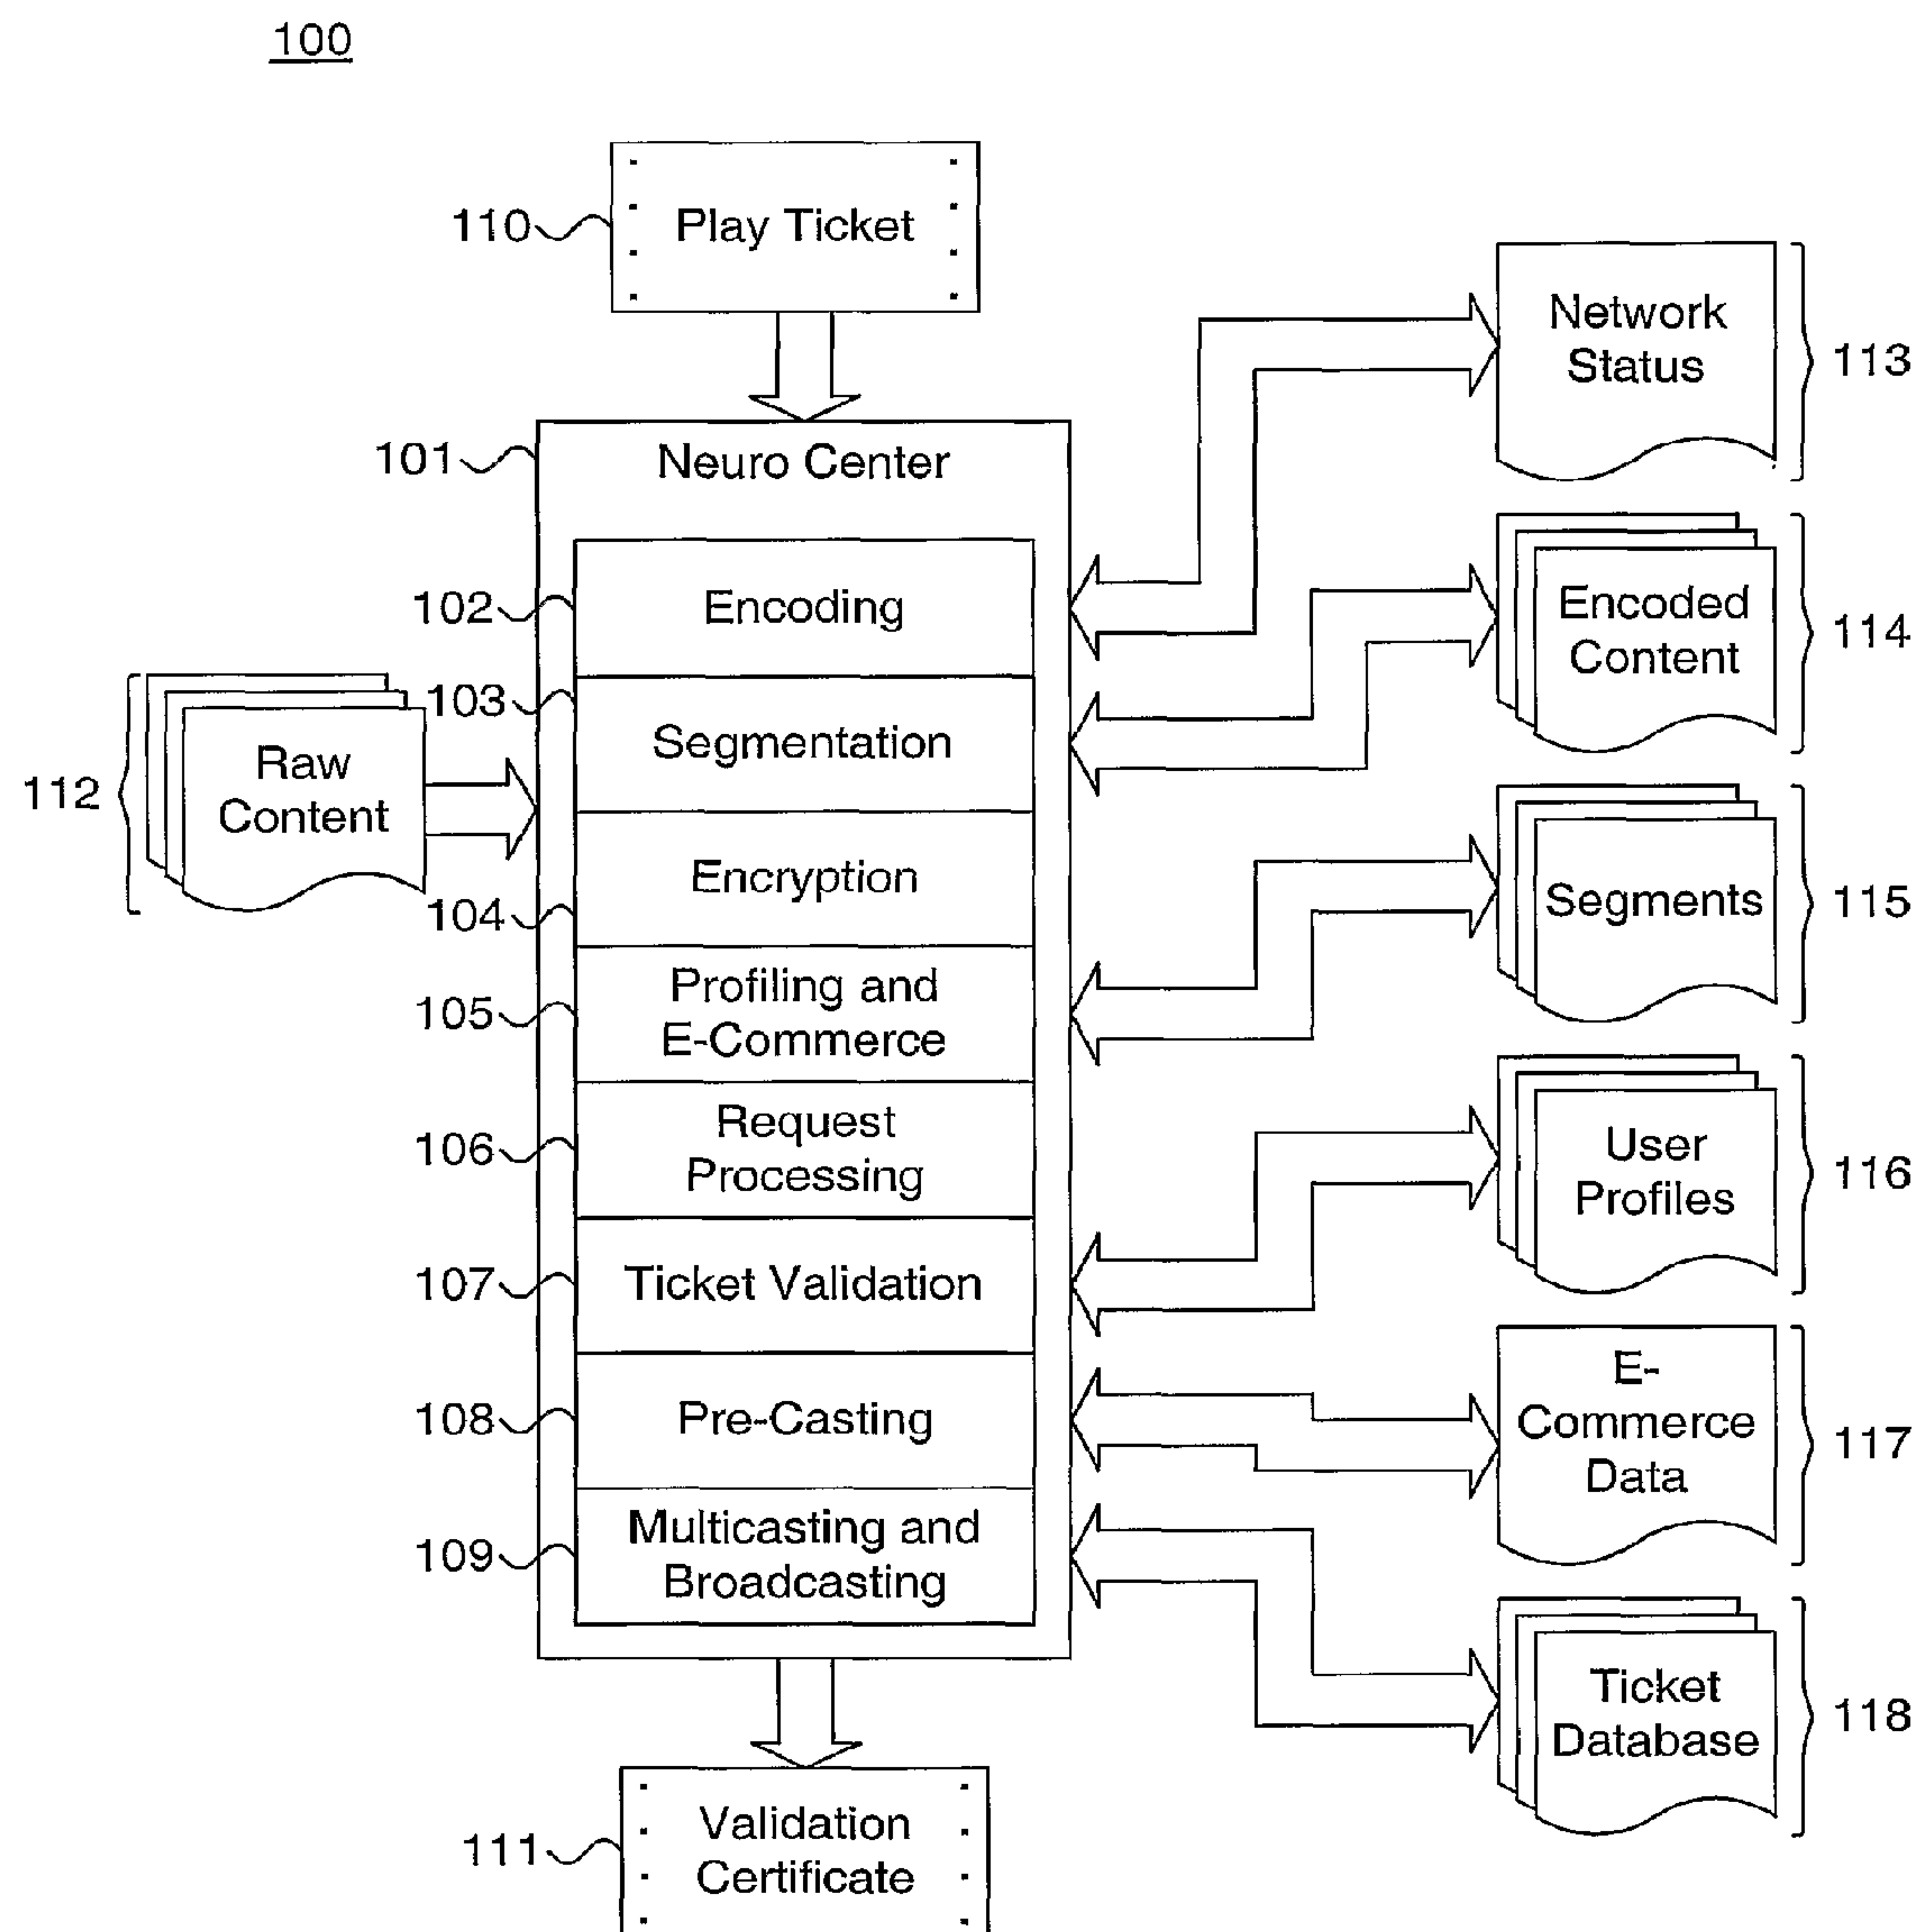 100
110
Play Ticket
Network
Status
113
101
Neuro Center
102
Encoding
Encoded
Content
114
103
Segmentation
112
Raw
Content
Encryption
104
Segments
115
105
Profiling and
E-Commerce
106
Request
Processing
User
Profiles
116
107
Ticket Validation
108
Pre-Casting
E-
Commerce
Data
117
109
Multicasting and
Broadcasting
Ticket
Database
118
111
Validation
Certificate